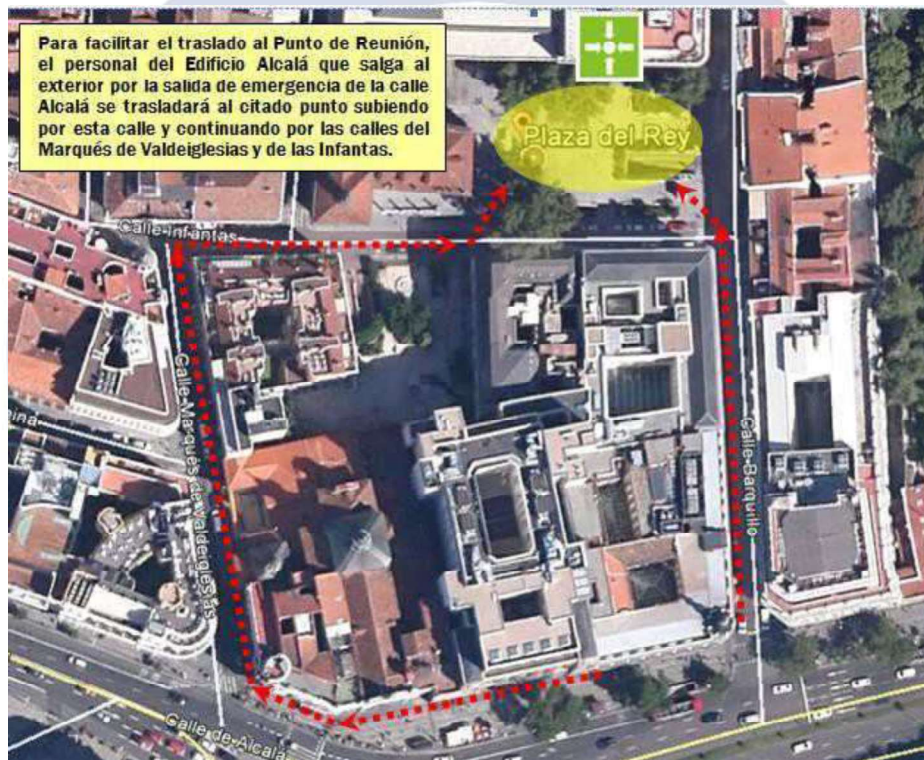 Para facilitar el traslado al Punto de Reunión,
el personal del Edificio Alcalá que salga al
exterior por la salida de emergencia de la calle
Alcalá se trasladará al citado punto subiendo
por esta calle y continuando por las calles del
Marqués de Valdeiglesias y de las Infantas.
Plaza del Rey
Calle Infantas
Calle Marqués de Valdeiglesias
Calle Barquillo
Calle de Alcalá